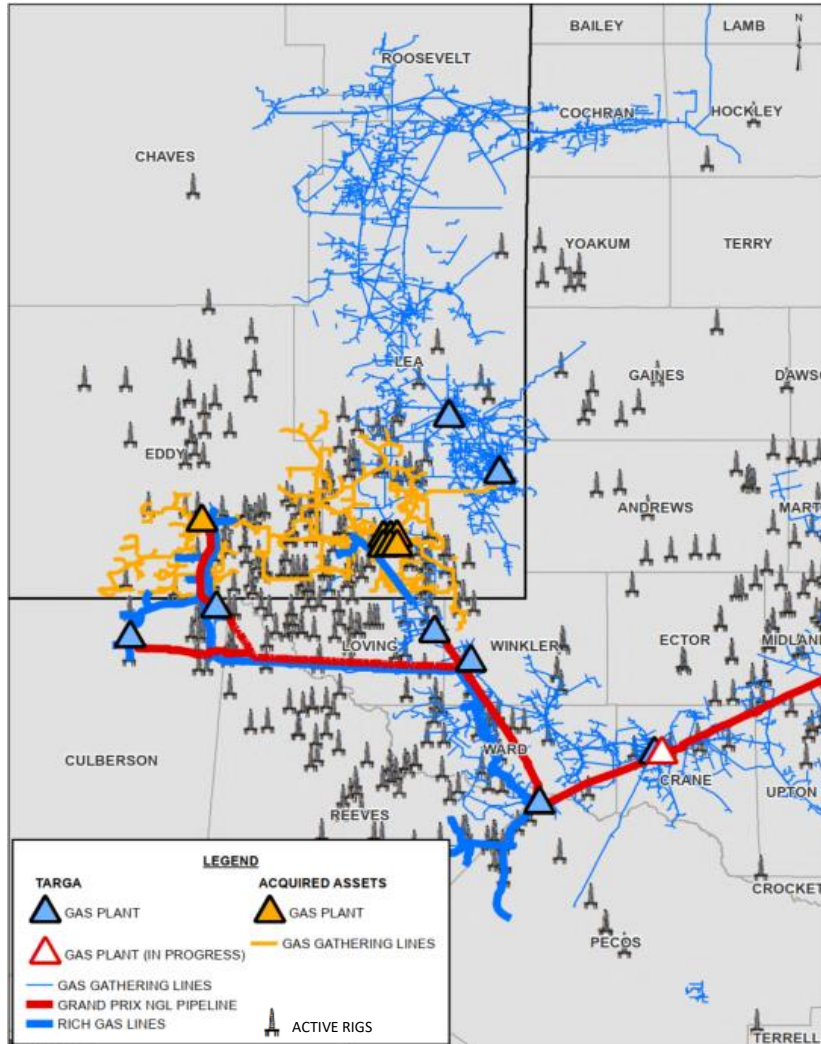 BAILEY
LAMB
N
ROOSEVELT
COCHRAN
HOCKLEY
CHAVES
YOAKUM
TERRY
LEA
GAINES
DAWS
EDDY
ANDREWS
MART
LOVING
WINKLER
ECTOR
MIDLAN
CULBERSON
WARD
CRANE
UPTON
REEVES
CROCKET
PECOS
TERRELL
LEGEND
TARGA
ACQUIRED ASSETS
GAS PLANT
GAS PLANT
GAS PLANT (IN PROGRESS)
GAS GATHERING LINES
GAS GATHERING LINES
GRAND PRIX NGL PIPELINE
RICH GAS LINES
ACTIVE RIGS